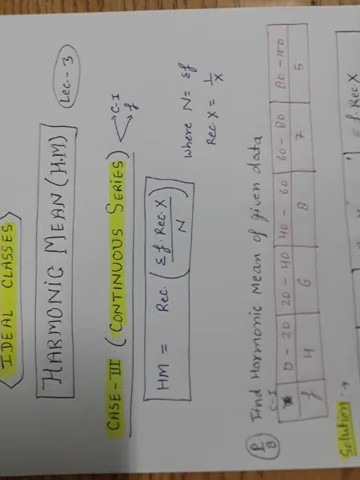 IDEAL CLASSES
HARMONIC MEAN (H.M) Lec-3
CASE-III (CONTINUOUS SERIES) C-I
f
HM = Rec. (Σf.Rec.X / N) where N = Σf
Rec X = 1/X
P/B Find Harmonic Mean of given data
C-I
X 0-20 20-40 40-60 60-80 80-100
f 4 6 8 7 5
Solution:→
f.Rec X